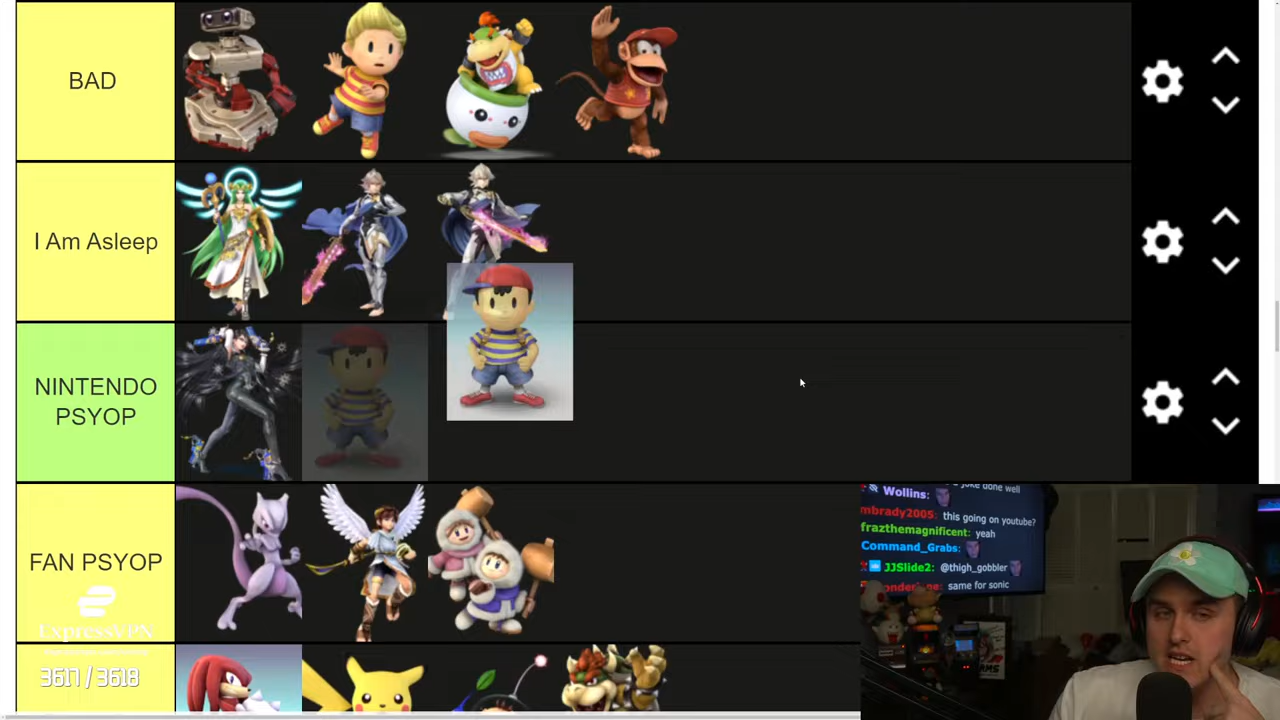 BAD
I Am Asleep
NINTENDO
PSYOP
FAN PSYOP
ExpressVPN
3617 / 3618
joke done well
Wollins:
mbrady2005: this going on youtube?
frazthemagnificent: yeah
Command_Grabs:
JJSlide2: @thigh_gobbler
same for sonic